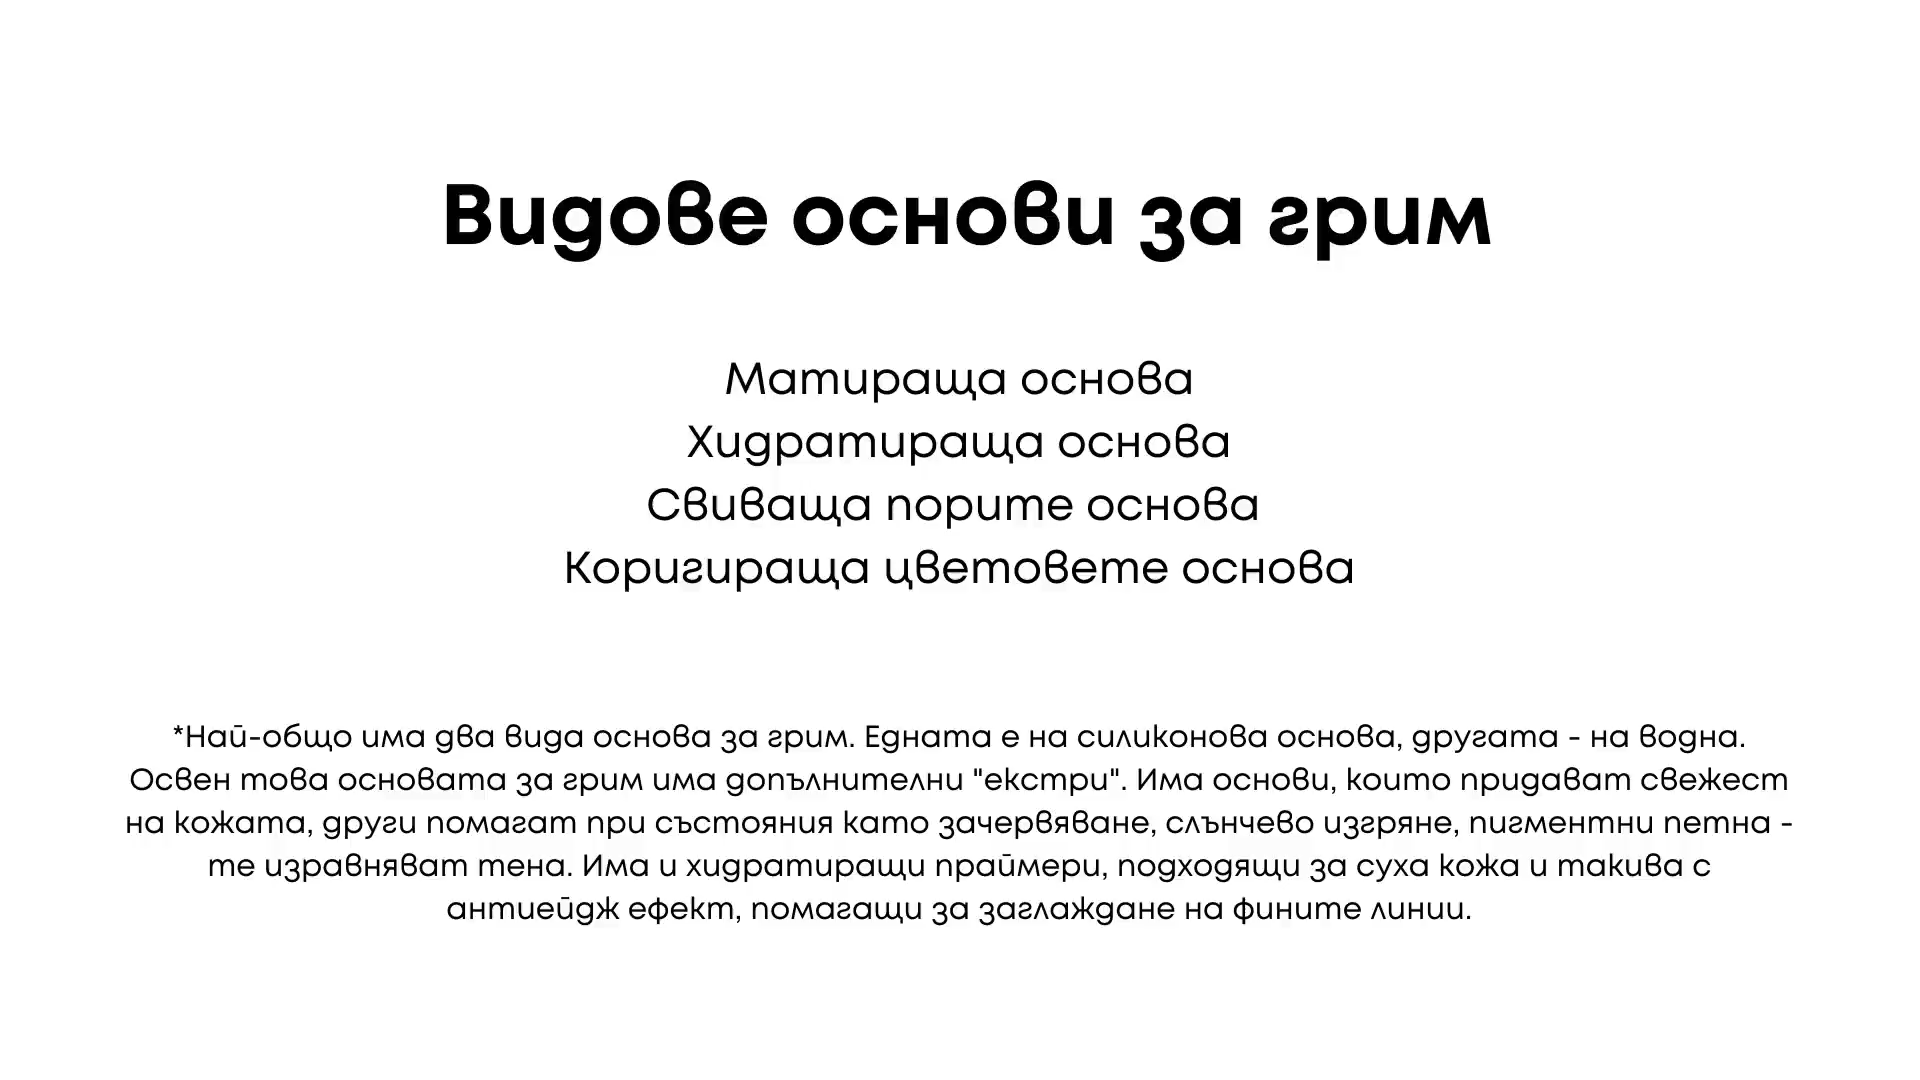 Видове основи за грим
Матираща основа
Хидратираща основа
Свиваща порите основа
Коригираща цветовете основа
*Най-общо има два вида основа за грим. Едната е на силиконова основа, другата - на водна.
Освен това основата за грим има допълнителни "екстри". Има основи, които придават свежест
на кожата, други помагат при състояния като зачервяване, слънчево изгряне, пигментни петна -
те изравняват тена. Има и хидратиращи праймери, подходящи за суха кожа и такива с
антиейдж ефект, помагащи за заглаждане на фините линии.